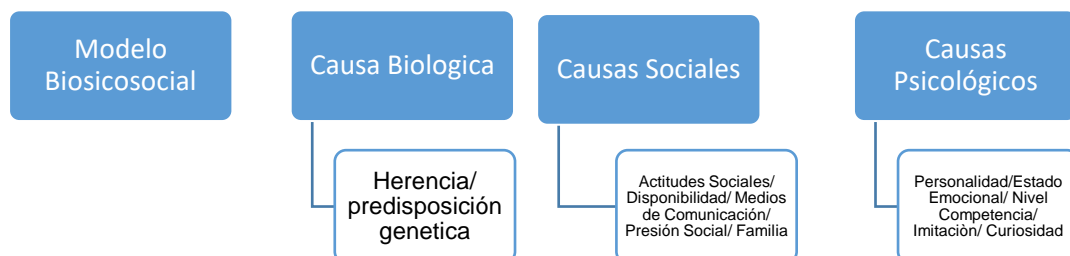 Modelo
Biosicosocial
Causa Biologica
Herencia/
predisposición
genetica
Causas Sociales
Actitudes Sociales/
Disponibilidad/ Medios
de Comunicación/
Presión Social/ Familia
Causas
Psicológicos
Personalidad/Estado
Emocional/ Nivel
Competencia/
Imitaciòn/ Curiosidad